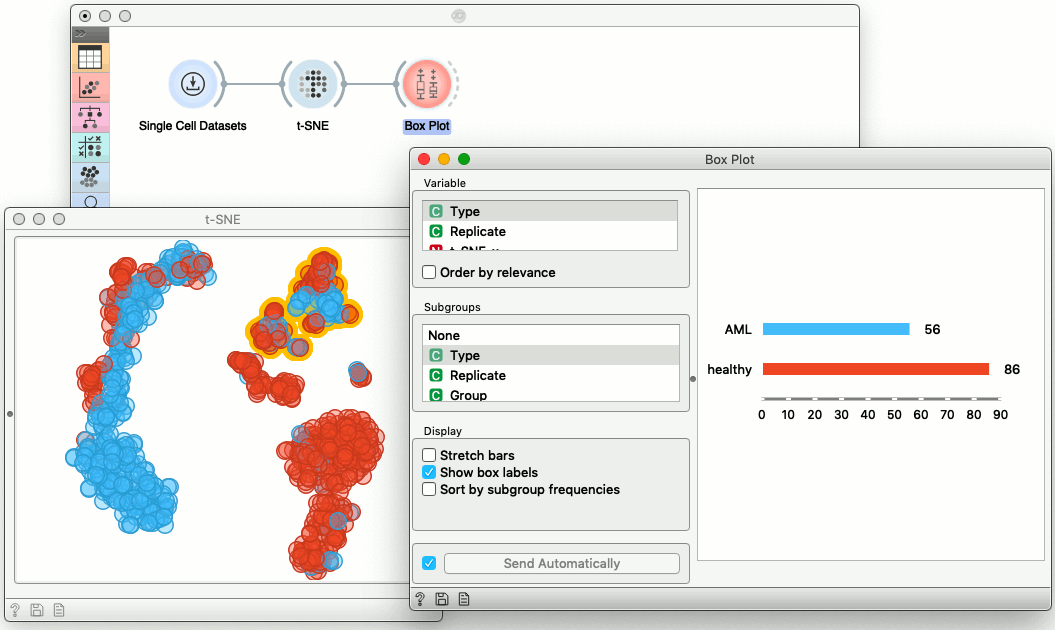 Single Cell Datasets
t-SNE
Box Plot
t-SNE
Box Plot
Variable
C Type
C Replicate
Order by relevance
Subgroups
None
C Type
C Replicate
C Group
Display
Stretch bars
Show box labels
Sort by subgroup frequencies
Send Automatically
AML 56
healthy 86
0 10 20 30 40 50 60 70 80 90
?
?